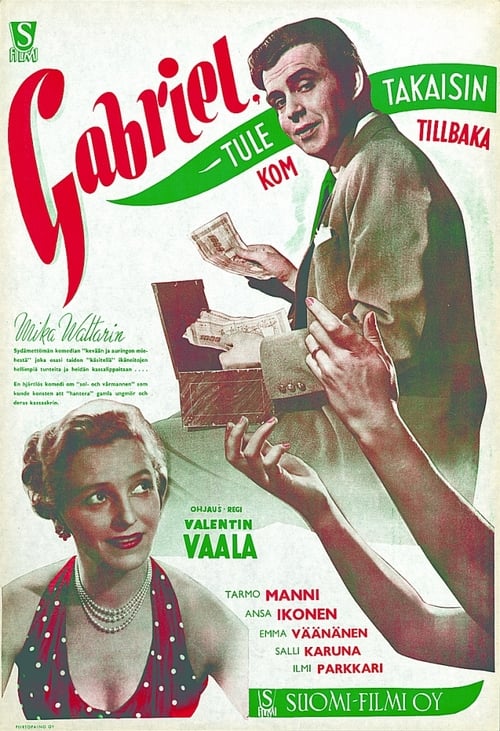 S
FILMI
Gabriel,
– TULE TAKAISIN
KOM TILLBAKA
Mika Waltarin
Sydämettömän komedian "kevään ja auringon mie-
hestä" joka osasi taidon "käsitellä" ikäneitojen
hellimpiä tunteita ja heidän kassalippaitaan ....
En hjärtlös komedi om "sol- och vårmannen" som
kunde konsten att "hantera" gamla ungmör och
deras kassaskrin.
OHJAUS - REGI
VALENTIN
VAALA
TARMO MANNI
ANSA IKONEN
EMMA VÄÄNÄNEN
SALLI KARUNA
ILMI PARKKARI
S
FILMI
SUOMI-FILMI OY